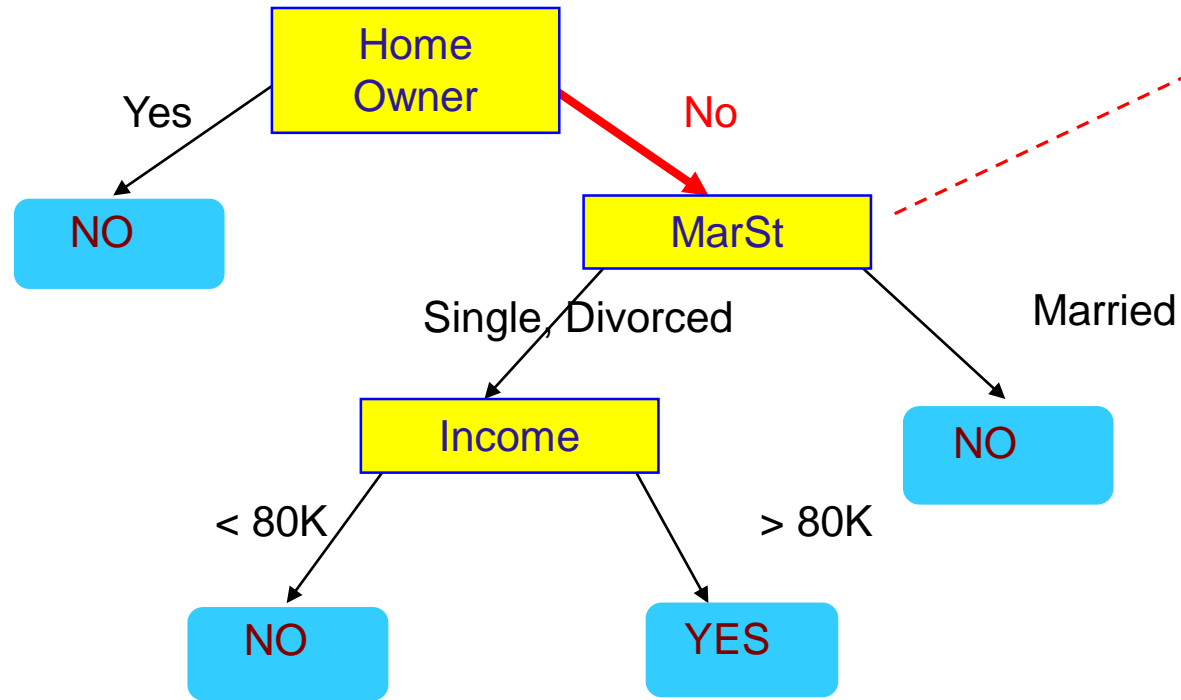 Home
Owner
Yes
No
NO
MarSt
Single, Divorced
Married
Income
NO
< 80K
> 80K
NO
YES